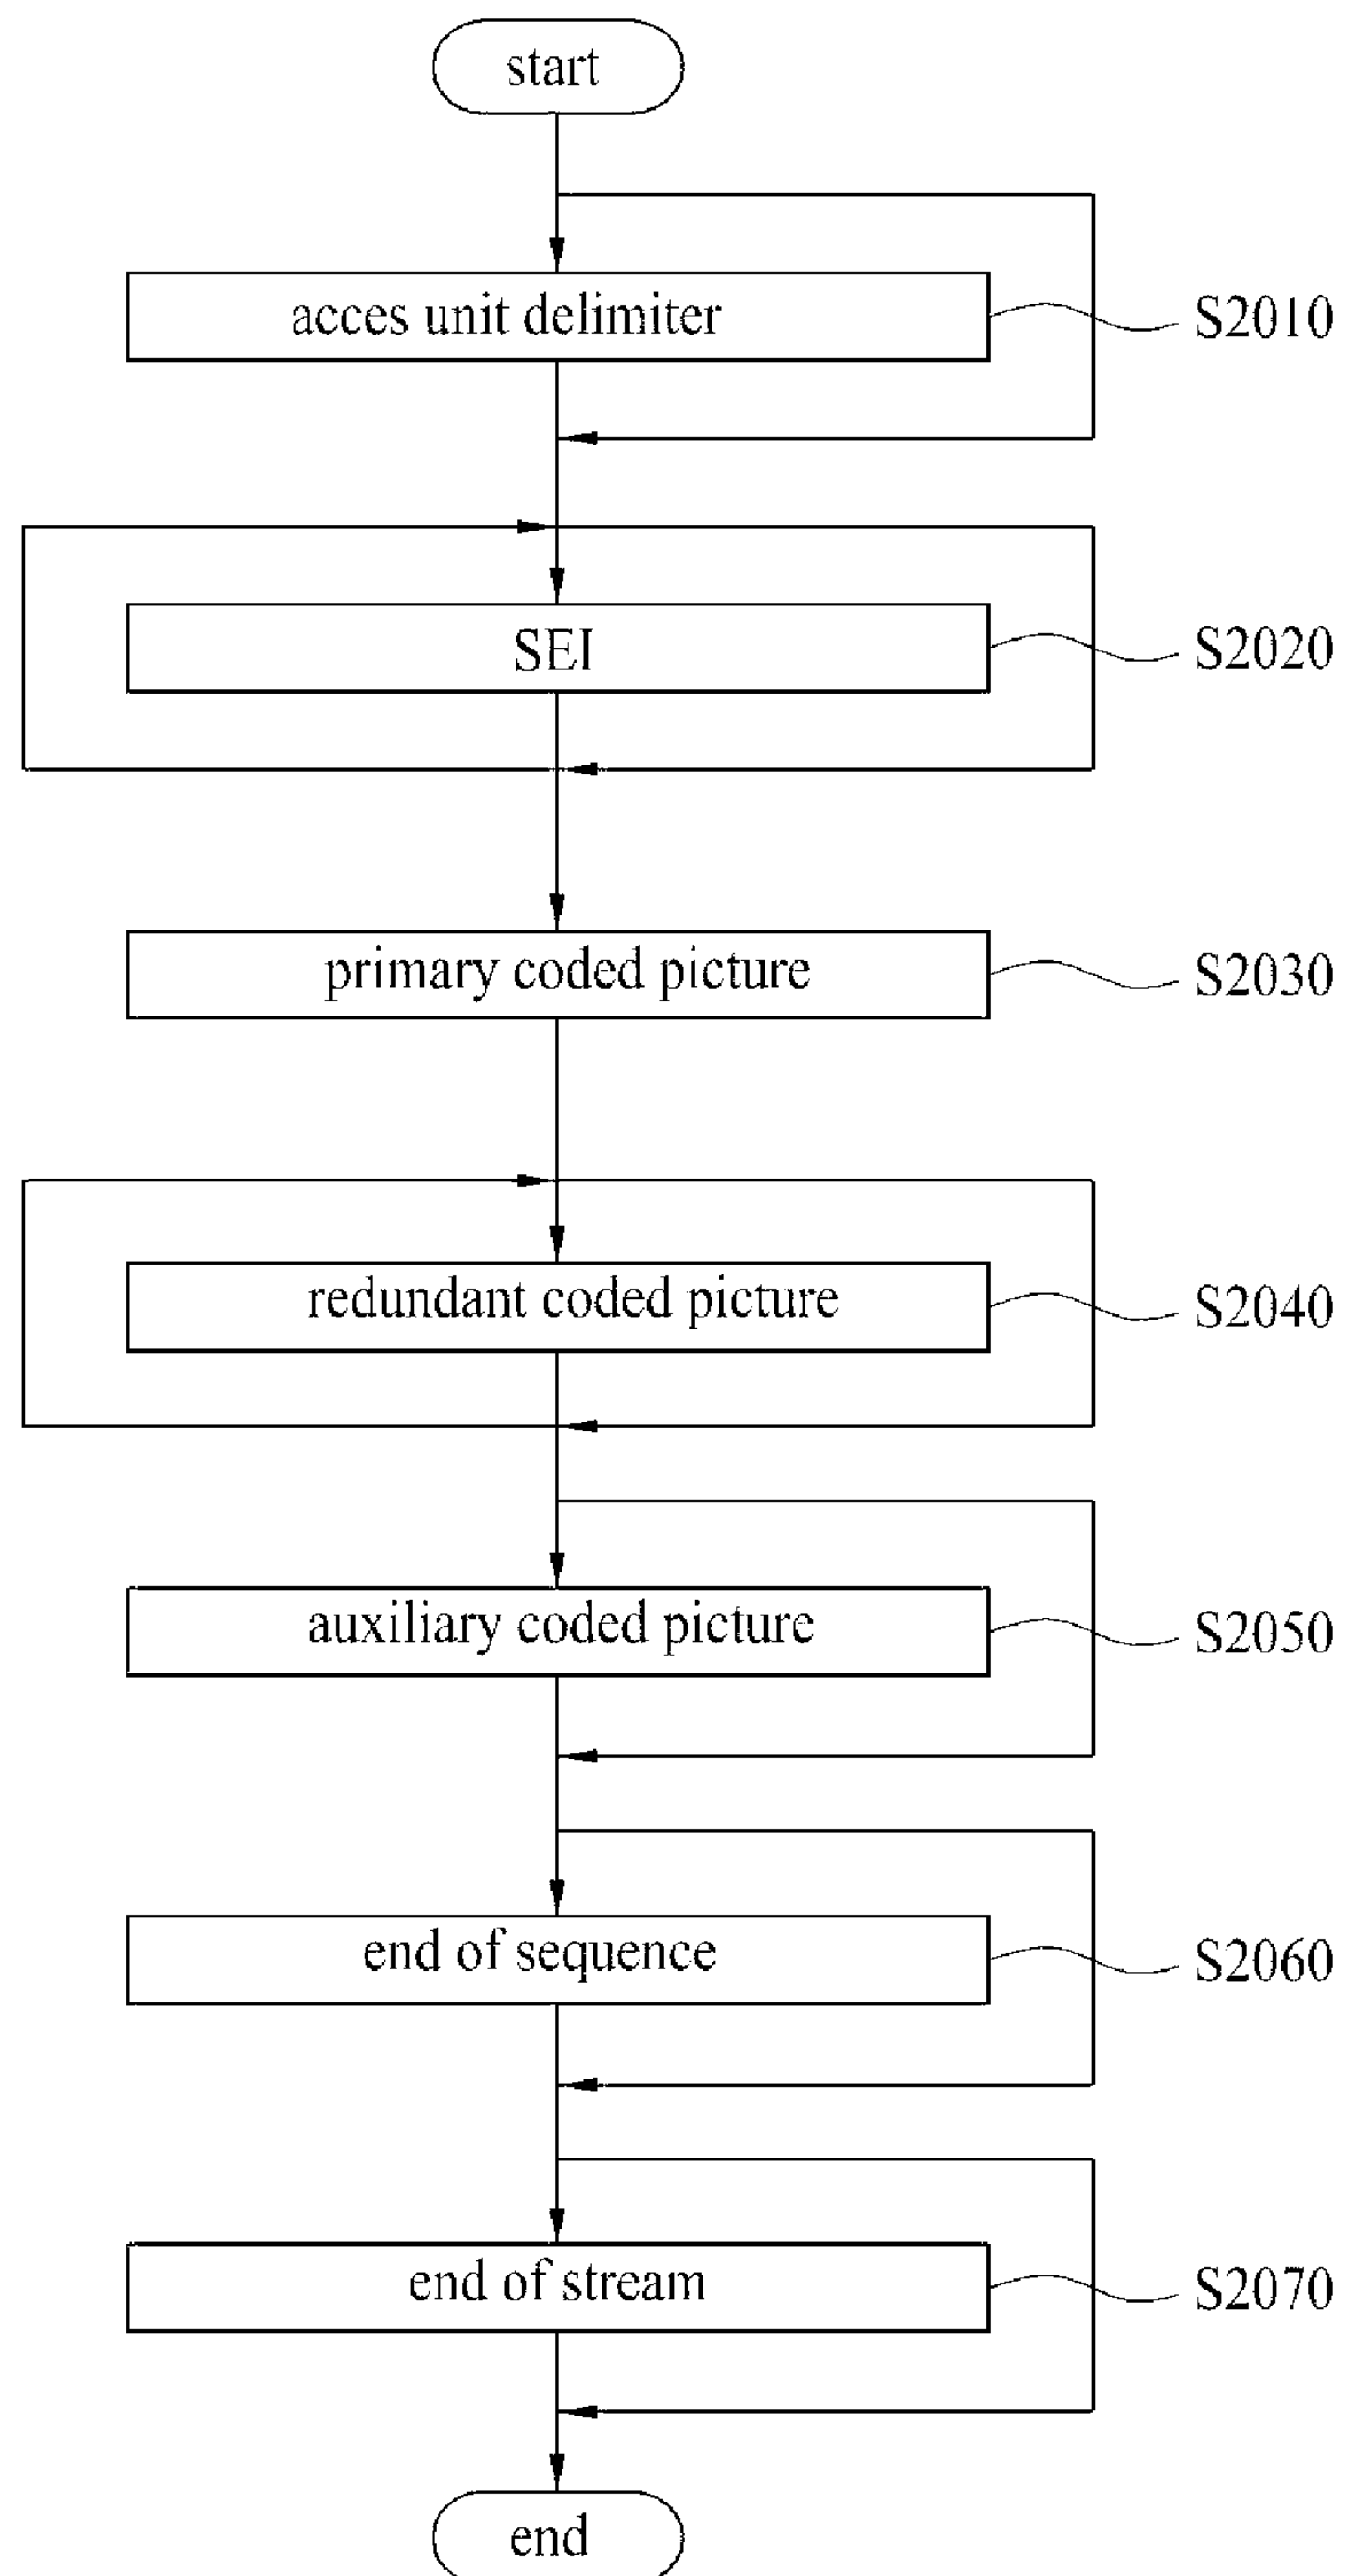 start
acces unit delimiter
S2010
SEI
S2020
primary coded picture
S2030
redundant coded picture
S2040
auxiliary coded picture
S2050
end of sequence
S2060
end of stream
S2070
end